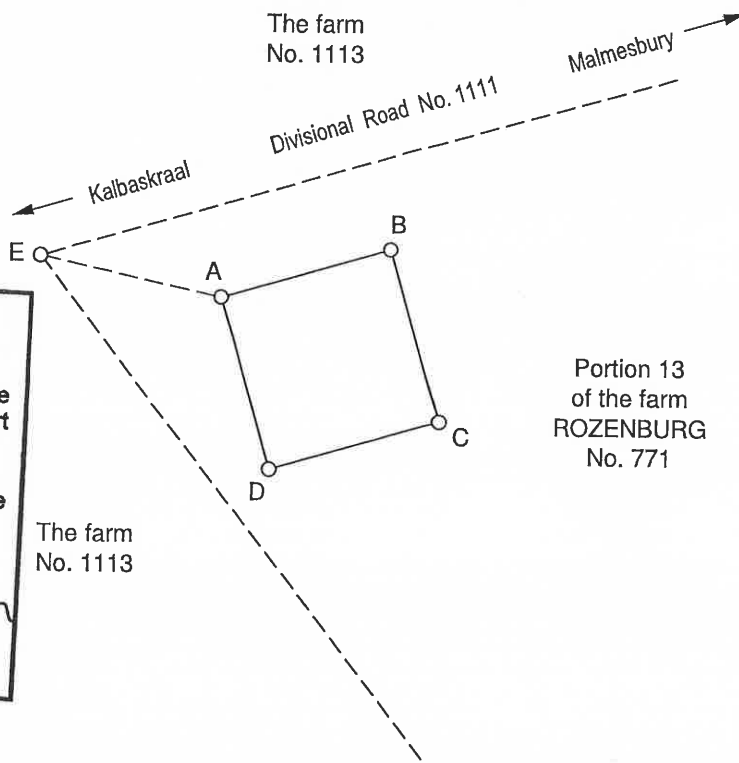 The farm
No. 1113
Malmesbury
Divisional Road No. 1111
Kalbaskraal
E
B
A
Portion 13
of the farm
ROZENBURG
No. 771
C
D
The farm
No. 1113